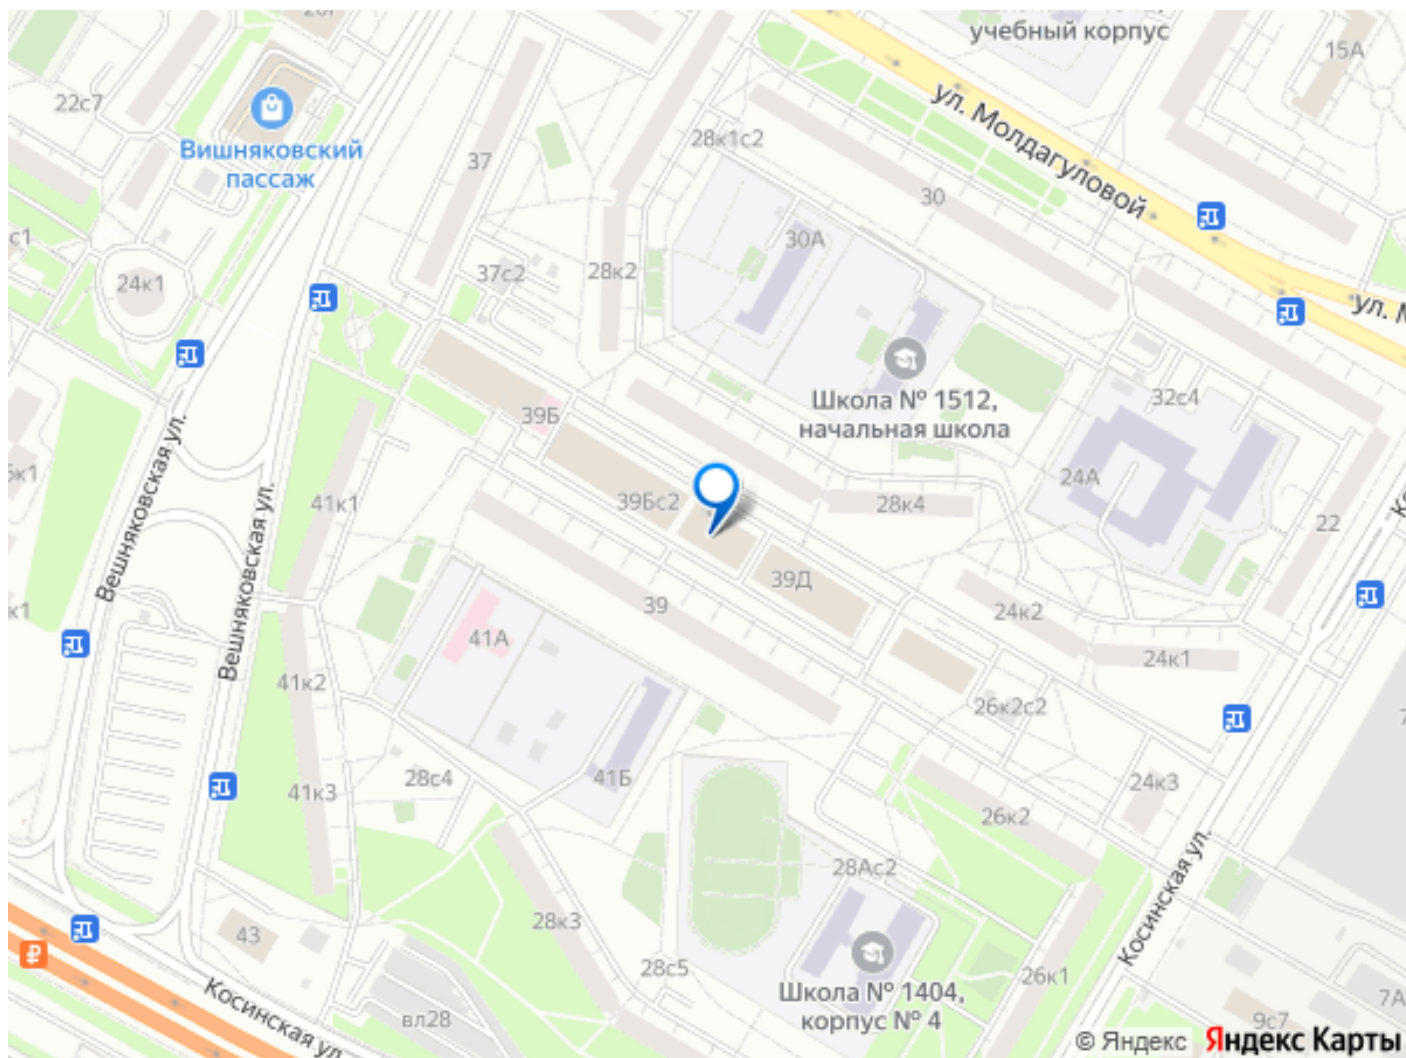 учебный корпус
15А
22с7
Вишняковский
пассаж
37
28к1с2
ул. Молдагуловой
30
30А
с1
24к1
37с2
28к2
ул. М
Школа № 1512,
начальная школа
32с4
39Б
24А
к1
41к1
39Бс2
28к4
22
Вешняковская ул.
Вешняковская ул.
39Д
39
24к2
к1
41А
24к1
41к2
26к2с2
28с4
41Б
41к3
24к3
26к2
28Ас2
Косинская ул.
28к3
43
28с5
26к1
Школа № 1404,
корпус № 4
Косинская ул.
вл28
7А
9с7
© Яндекс Яндекс Карты